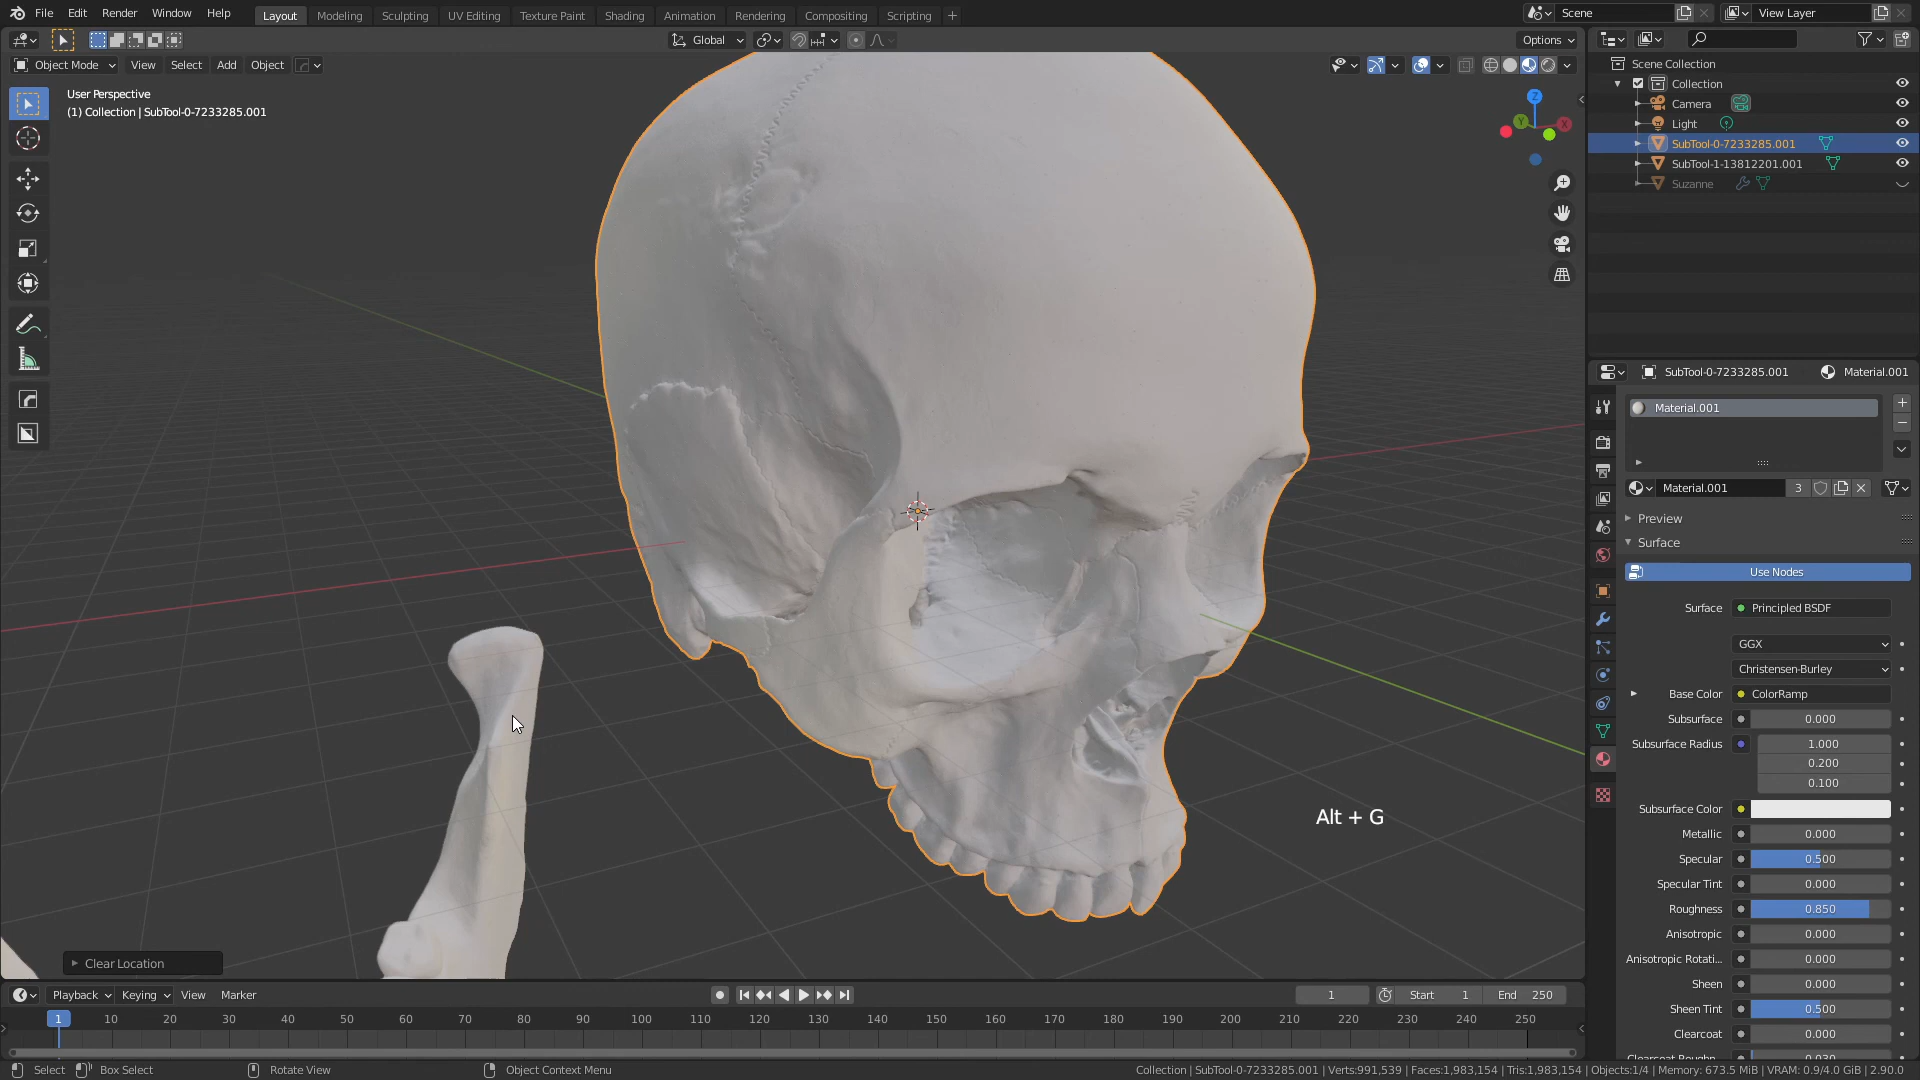 File Edit Render Window Help
Layout Modeling Sculpting UV Editing Texture Paint Shading Animation Rendering Compositing Scripting +
Scene
View Layer
Global
Options
Object Mode View Select Add Object
User Perspective
(1) Collection | SubTool-0-7233285.001
Z
Y
X
Alt + G
Clear Location
Scene Collection
Collection
Camera
Light
SubTool-0-7233285.001
SubTool-1-13812201.001
Suzanne
SubTool-0-7233285.001 Material.001
Material.001
Material.001 3
Preview
Surface
Use Nodes
Surface Principled BSDF
GGX
Christensen-Burley
Base Color ColorRamp
Subsurface 0.000
Subsurface Radius 1.000
0.200
0.100
Subsurface Color
Metallic 0.000
Specular 0.500
Specular Tint 0.000
Roughness 0.850
Anisotropic 0.000
Anisotropic Rotati... 0.000
Sheen 0.000
Sheen Tint 0.500
Clearcoat 0.000
Clearcoat Roughn... 0.030
Playback Keying View Marker
1 Start 1 End 250
1 10 20 30 40 50 60 70 80 90 100 110 120 130 140 150 160 170 180 190 200 210 220 230 240 250
Select Box Select Rotate View Object Context Menu
Collection | SubTool-0-7233285.001 | Verts:991,539 | Faces:1,983,154 | Tris:1,983,154 | Objects:1/4 | Memory: 673.5 MiB | VRAM: 0.9/4.0 GiB | 2.90.0